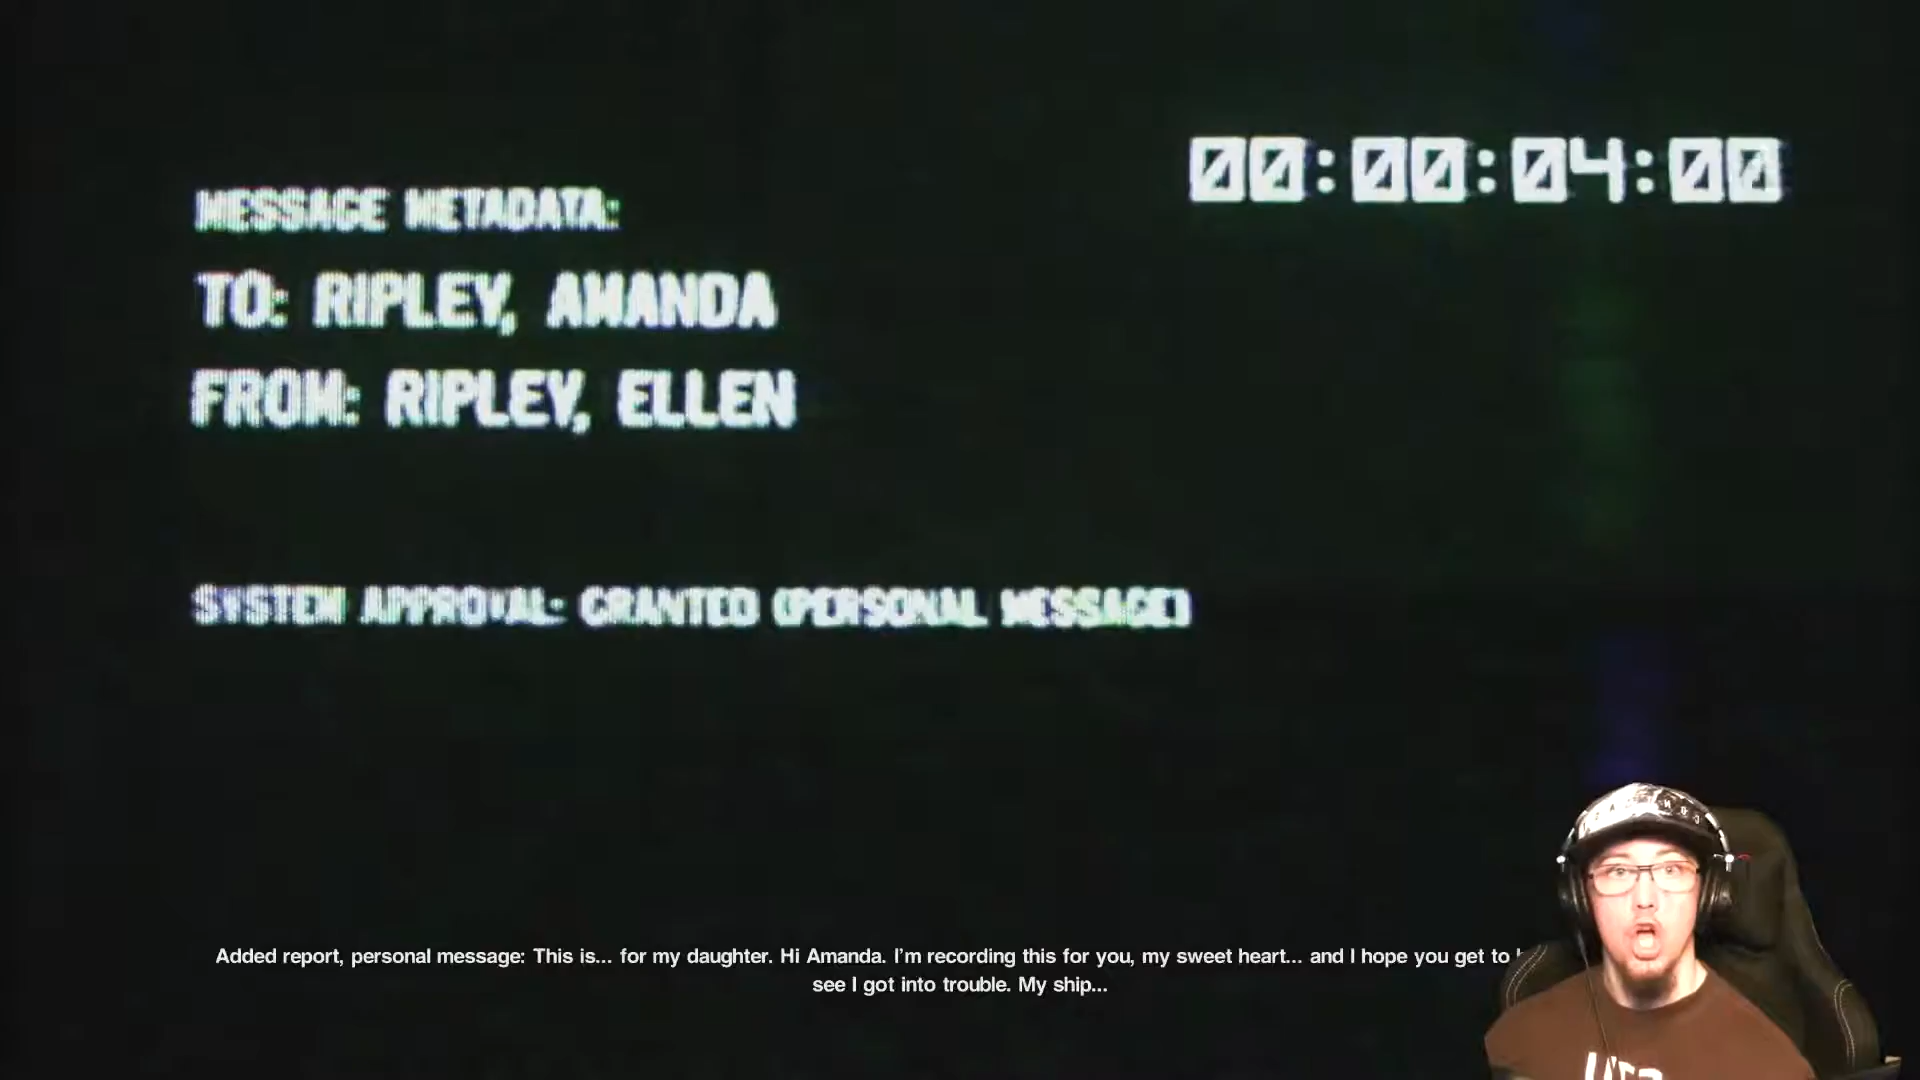 00:00:04:00
MESSAGE METADATA:
TO: RIPLEY, AMANDA
FROM: RIPLEY, ELLEN
SYSTEM APPROVAL: GRANTED (PERSONAL MESSAGE)
Added report, personal message: This is... for my daughter. Hi Amanda. I'm recording this for you, my sweet heart... and I hope you get to
see I got into trouble. My ship...